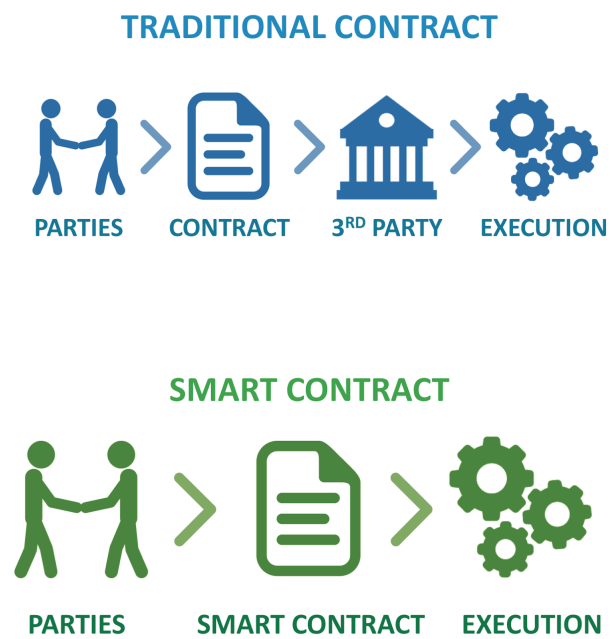 TRADITIONAL CONTRACT
PARTIES CONTRACT 3RD PARTY EXECUTION
SMART CONTRACT
PARTIES SMART CONTRACT EXECUTION